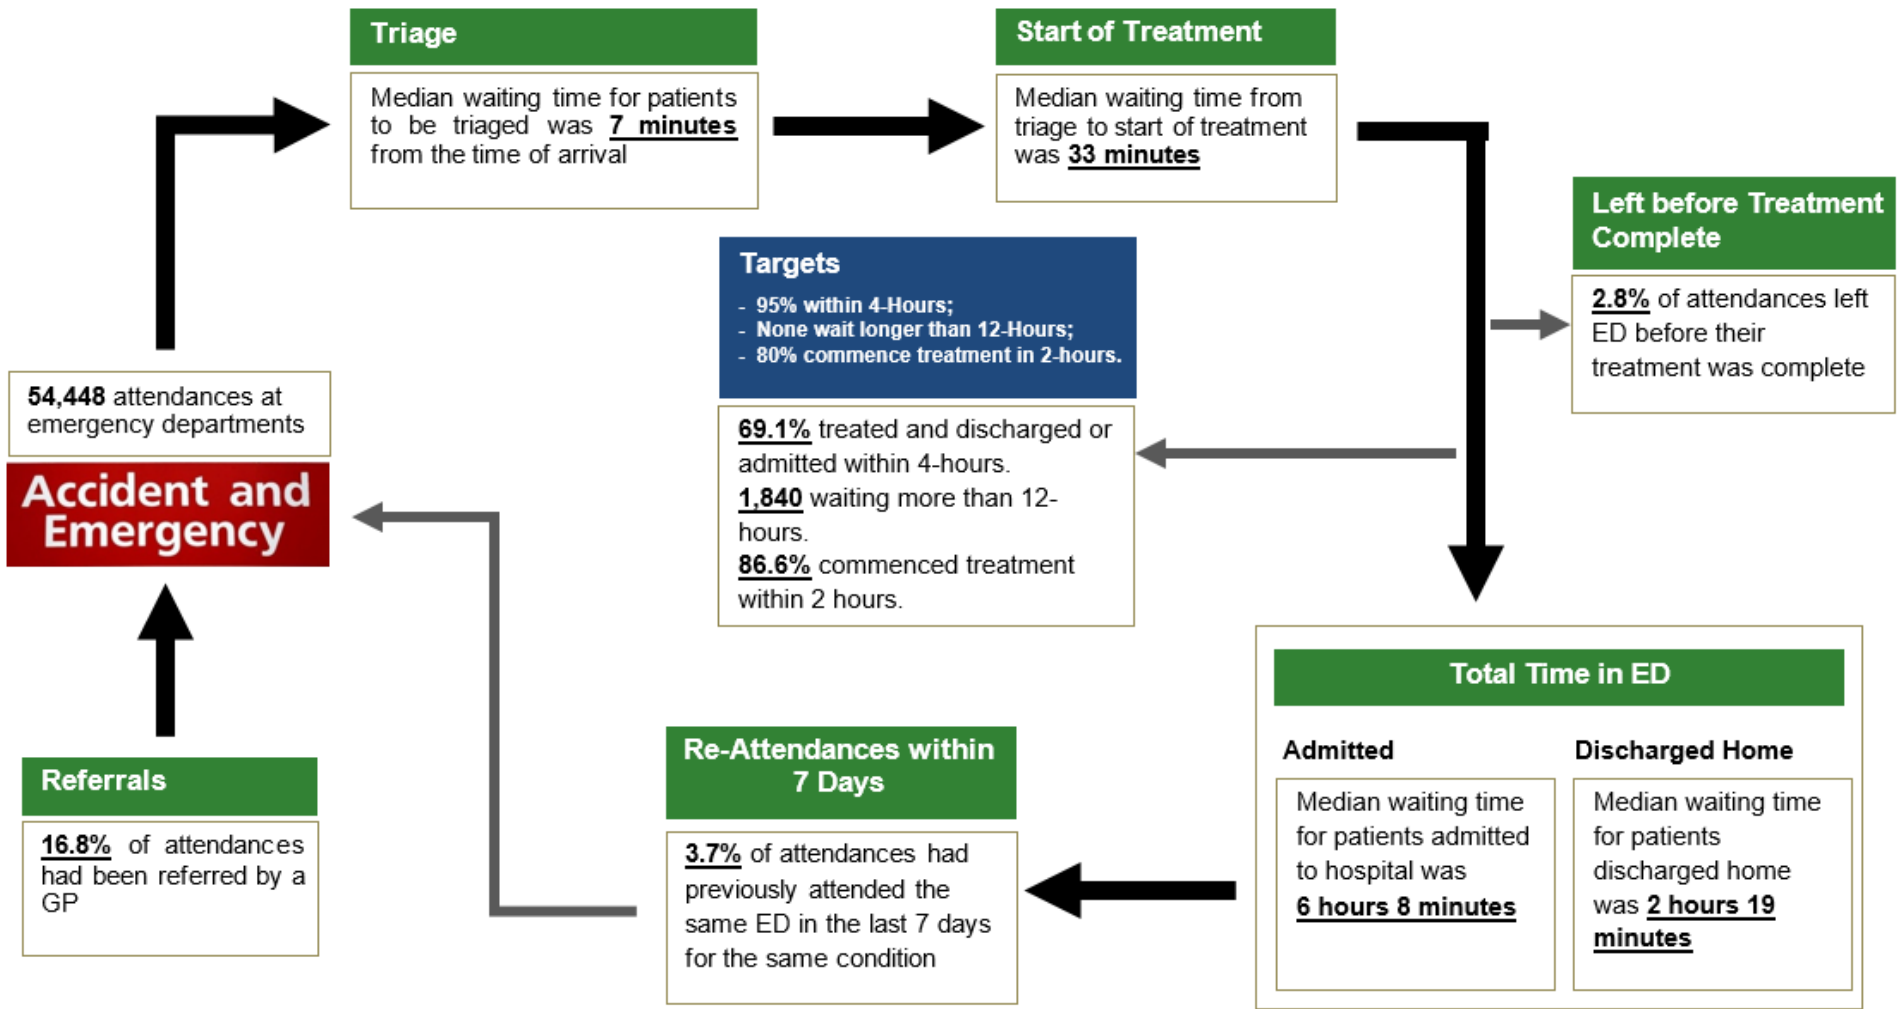 Triage
Median waiting time for patients
to be triaged was 7 minutes
from the time of arrival
Start of Treatment
Median waiting time from
triage to start of treatment
was 33 minutes
Left before Treatment
Complete
2.8% of attendances left
ED before their
treatment was complete
Targets
- 95% within 4-Hours;
- None wait longer than 12-Hours;
- 80% commence treatment in 2-hours.
69.1% treated and discharged or
admitted within 4-hours.
1,840 waiting more than 12-
hours.
86.6% commenced treatment
within 2 hours.
54,448 attendances at
emergency departments
Accident and
Emergency
Referrals
16.8% of attendances
had been referred by a
GP
Re-Attendances within
7 Days
3.7% of attendances had
previously attended the
same ED in the last 7 days
for the same condition
Total Time in ED
Admitted
Median waiting time
for patients admitted
to hospital was
6 hours 8 minutes
Discharged Home
Median waiting time
for patients
discharged home
was 2 hours 19
minutes